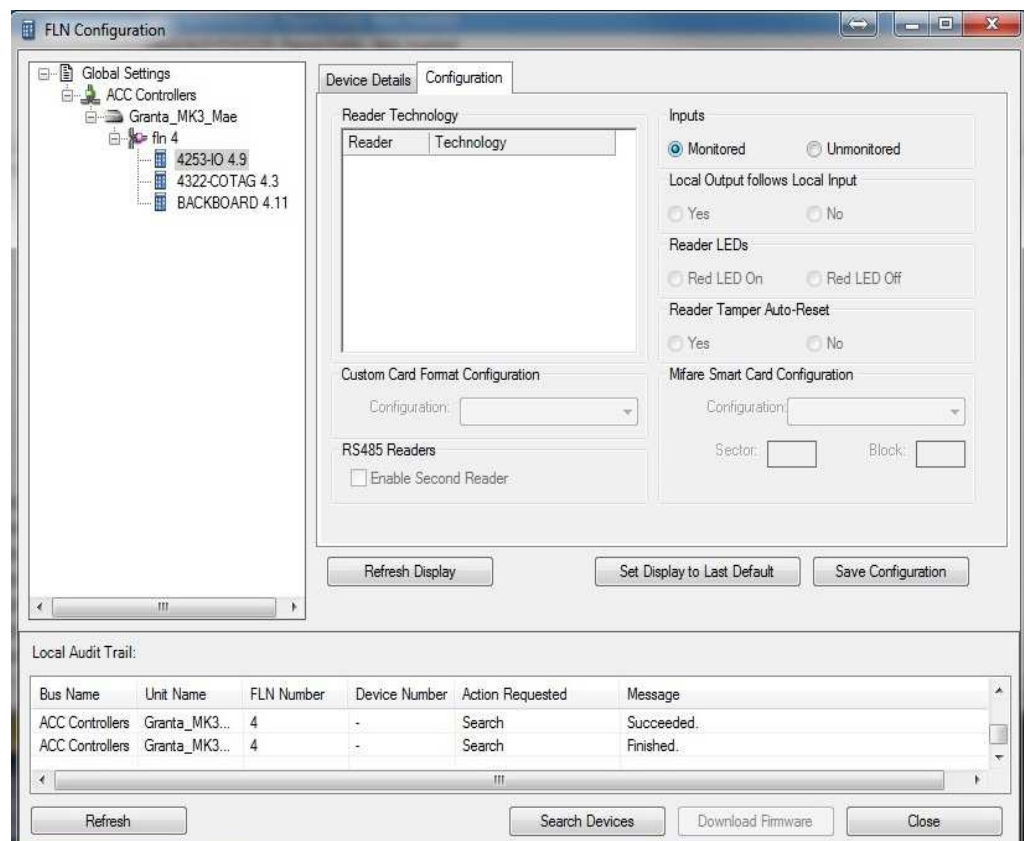 FLN Configuration
Global Settings
ACC Controllers
Granta_MK3_Mae
fln 4
4253-IO 4.9
4322-COTAG 4.3
BACKBOARD 4.11
Device Details
Configuration
Reader Technology
Reader Technology
Inputs
Monitored Unmonitored
Local Output follows Local Input
Yes No
Reader LEDs
Red LED On Red LED Off
Reader Tamper Auto-Reset
Yes No
Custom Card Format Configuration
Configuration:
Mifare Smart Card Configuration
Configuration:
Sector: Block:
RS485 Readers
Enable Second Reader
Refresh Display
Set Display to Last Default
Save Configuration
Local Audit Trail:
Bus Name Unit Name FLN Number Device Number Action Requested Message
ACC Controllers Granta_MK3... 4 - Search Succeeded.
ACC Controllers Granta_MK3... 4 - Search Finished.
Refresh
Search Devices
Download Firmware
Close